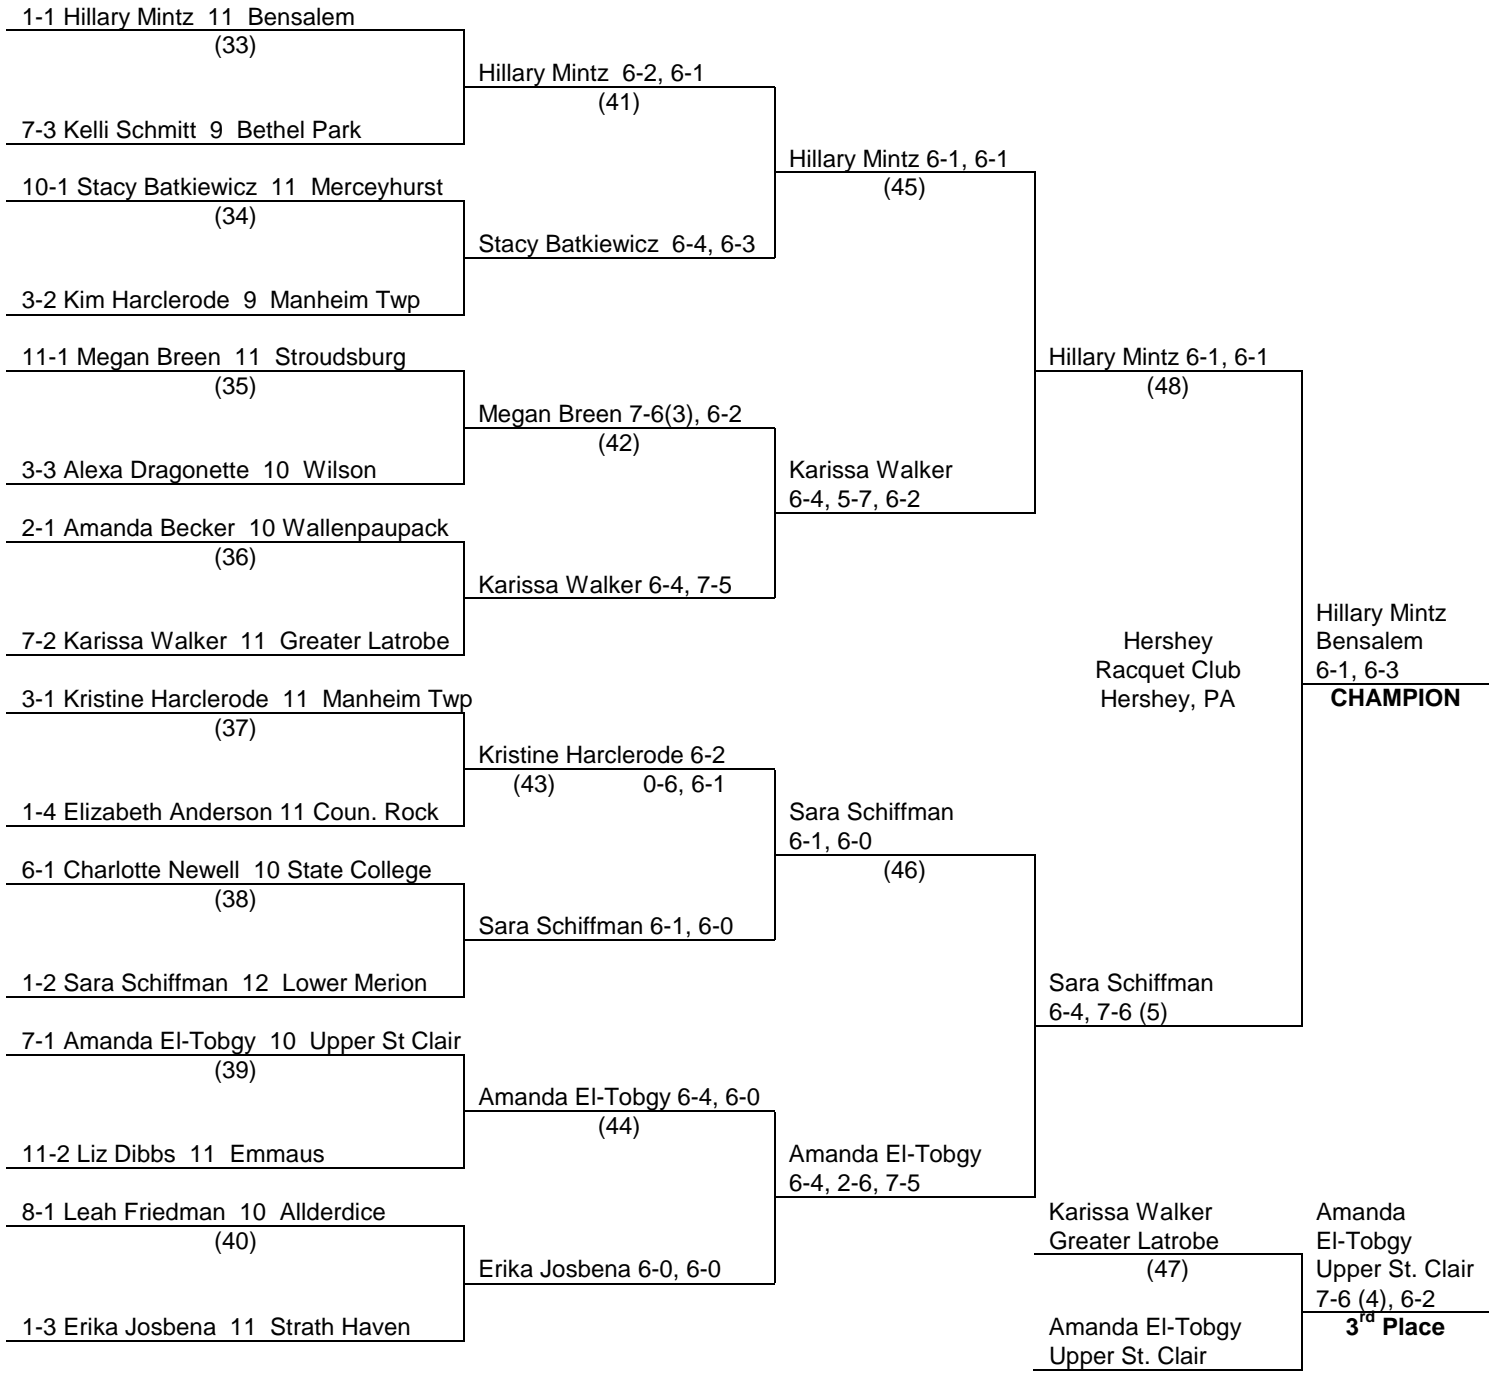 1-1 Hillary Mintz 11 Bensalem
(33)
7-3 Kelli Schmitt 9 Bethel Park
10-1 Stacy Batkiewicz 11 Merceyhurst
(34)
3-2 Kim Harclerode 9 Manheim Twp
11-1 Megan Breen 11 Stroudsburg
(35)
3-3 Alexa Dragonette 10 Wilson
2-1 Amanda Becker 10 Wallenpaupack
(36)
7-2 Karissa Walker 11 Greater Latrobe
3-1 Kristine Harclerode 11 Manheim Twp
(37)
1-4 Elizabeth Anderson 11 Coun. Rock
6-1 Charlotte Newell 10 State College
(38)
1-2 Sara Schiffman 12 Lower Merion
7-1 Amanda El-Tobgy 10 Upper St Clair
(39)
11-2 Liz Dibbs 11 Emmaus
8-1 Leah Friedman 10 Allderdice
(40)
1-3 Erika Josbena 11 Strath Haven
Hillary Mintz 6-2, 6-1
(41)
Stacy Batkiewicz 6-4, 6-3
Megan Breen 7-6(3), 6-2
(42)
Karissa Walker 6-4, 7-5
Kristine Harclerode 6-2
(43) 0-6, 6-1
Sara Schiffman 6-1, 6-0
Amanda El-Tobgy 6-4, 6-0
(44)
Erika Josbena 6-0, 6-0
Hillary Mintz 6-1, 6-1
(45)
Karissa Walker
6-4, 5-7, 6-2
Sara Schiffman
6-1, 6-0
(46)
Amanda El-Tobgy
6-4, 2-6, 7-5
Hillary Mintz 6-1, 6-1
(48)
Hershey
Racquet Club
Hershey, PA
Sara Schiffman
6-4, 7-6 (5)
Hillary Mintz
Bensalem
6-1, 6-3
CHAMPION
Karissa Walker
Greater Latrobe
(47)
Amanda El-Tobgy
Upper St. Clair
Amanda
El-Tobgy
Upper St. Clair
7-6 (4), 6-2
3rd Place